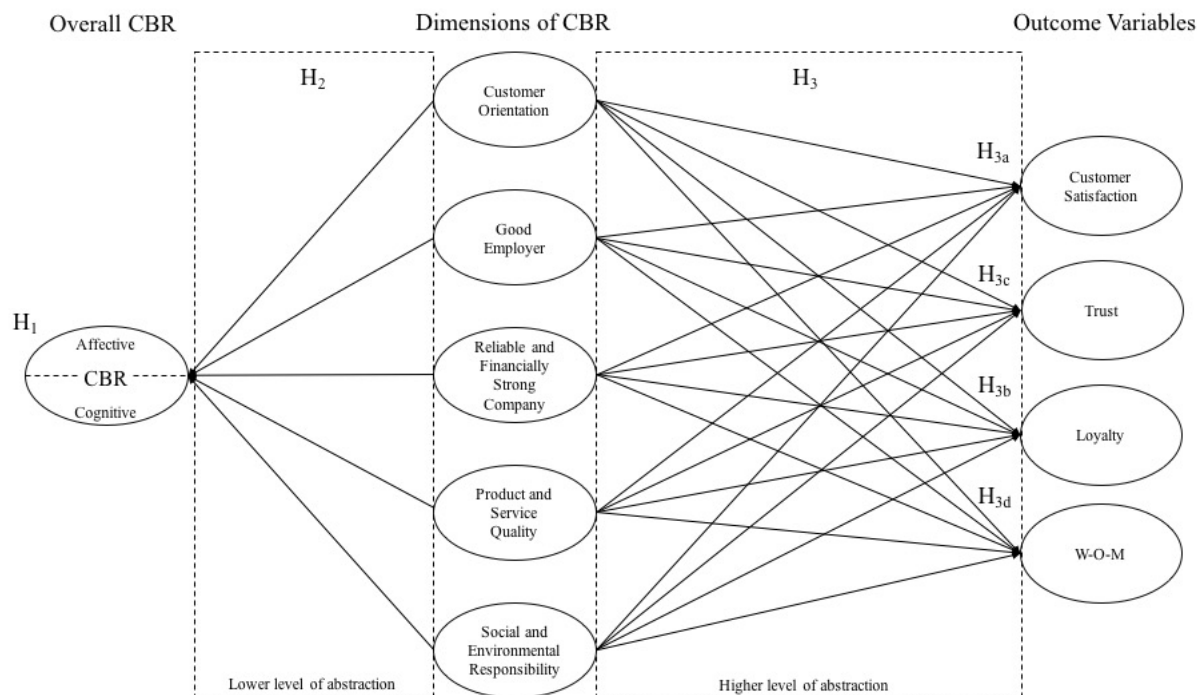 Overall CBR
Dimensions of CBR
Outcome Variables
H2
H3
Customer
Orientation
H3a
Customer
Satisfaction
Good
Employer
H3c
Trust
H1
Affective
CBR
Cognitive
Reliable and
Financially
Strong
Company
H3b
Loyalty
Product and
Service
Quality
H3d
W-O-M
Social and
Environmental
Responsibility
Lower level of abstraction
Higher level of abstraction